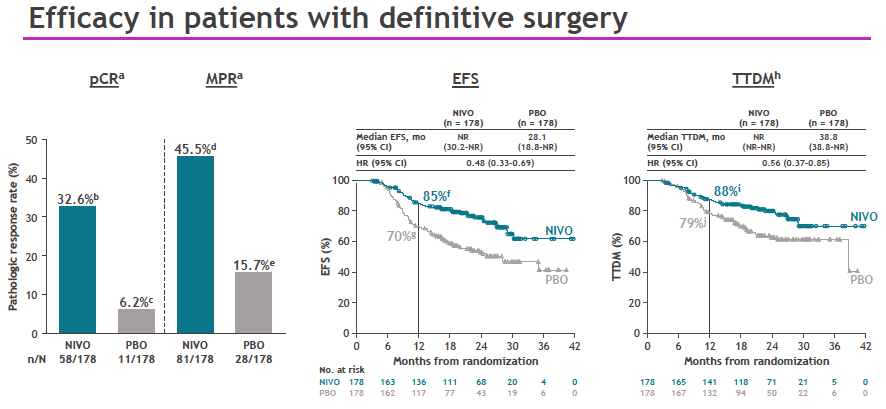 Efficacy in patients with definitive surgery
pCRᵃ
MPRᵃ
Pathologic response rate (%)
50
40
30
20
10
0
32.6%ᵇ
6.2%ᶜ
45.5%ᵈ
15.7%ᵉ
NIVO PBO NIVO PBO
n/N 58/178 11/178 81/178 28/178
EFS
NIVO PBO
(n = 178) (n = 178)
Median EFS, mo NR 28.1
(95% CI) (30.2-NR) (18.8-NR)
HR (95% CI) 0.48 (0.33-0.69)
EFS (%)
100
80
60
40
20
0
85%ᶠ
70%ᵍ
NIVO
PBO
0 6 12 18 24 30 36 42
Months from randomization
No. at risk
NIVO 178 163 136 111 68 20 4 0
PBO 178 162 117 77 43 19 6 0
TTDMʰ
NIVO PBO
(n = 178) (n = 178)
Median TTDM, mo NR 38.8
(95% CI) (NR-NR) (38.8-NR)
HR (95% CI) 0.56 (0.37-0.85)
TTDM (%)
100
80
60
40
20
0
88%ⁱ
79%ʲ
NIVO
PBO
0 6 12 18 24 30 36 42
Months from randomization
178 165 141 118 71 21 5 0
178 167 132 94 50 22 6 0